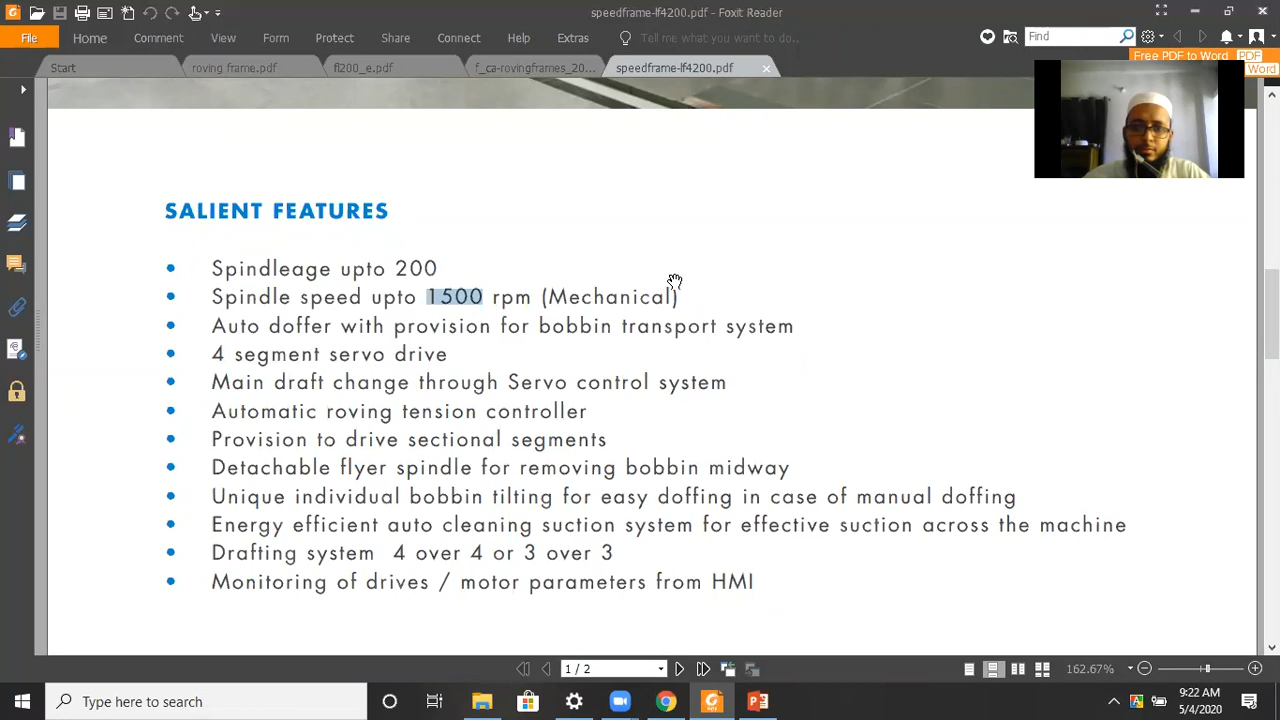 speedframe-lf4200.pdf - Foxit Reader
File Home Comment View Form Protect Share Connect Help Extras Tell me what you want to do.. Find
Free PDF to Word PDF
Word
Start roving frame.pdf fl200_e.pdf f_ca-rovingframes_20... speedframe-lf4200.pdf
SALIENT FEATURES
• Spindleage upto 200
• Spindle speed upto 1500 rpm (Mechanical)
• Auto doffer with provision for bobbin transport system
• 4 segment servo drive
• Main draft change through Servo control system
• Automatic roving tension controller
• Provision to drive sectional segments
• Detachable flyer spindle for removing bobbin midway
• Unique individual bobbin tilting for easy doffing in case of manual doffing
• Energy efficient auto cleaning suction system for effective suction across the machine
• Drafting system 4 over 4 or 3 over 3
• Monitoring of drives / motor parameters from HMI
1 / 2 162.67%
Type here to search
9:22 AM
5/4/2020